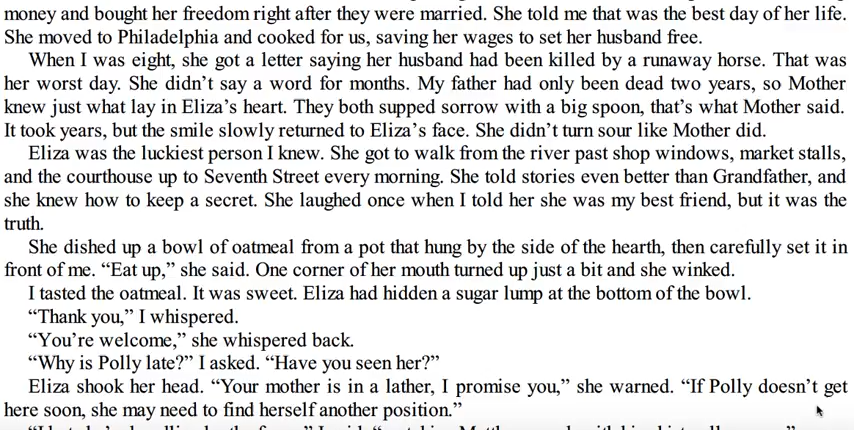 money and bought her freedom right after they were married. She told me that was the best day of her life.
She moved to Philadelphia and cooked for us, saving her wages to set her husband free.
When I was eight, she got a letter saying her husband had been killed by a runaway horse. That was
her worst day. She didn’t say a word for months. My father had only been dead two years, so Mother
knew just what lay in Eliza’s heart. They both supped sorrow with a big spoon, that’s what Mother said.
It took years, but the smile slowly returned to Eliza’s face. She didn’t turn sour like Mother did.
Eliza was the luckiest person I knew. She got to walk from the river past shop windows, market stalls,
and the courthouse up to Seventh Street every morning. She told stories even better than Grandfather, and
she knew how to keep a secret. She laughed once when I told her she was my best friend, but it was the
truth.
She dished up a bowl of oatmeal from a pot that hung by the side of the hearth, then carefully set it in
front of me. “Eat up,” she said. One corner of her mouth turned up just a bit and she winked.
I tasted the oatmeal. It was sweet. Eliza had hidden a sugar lump at the bottom of the bowl.
“Thank you,” I whispered.
“You’re welcome,” she whispered back.
“Why is Polly late?” I asked. “Have you seen her?”
Eliza shook her head. “Your mother is in a lather, I promise you,” she warned. “If Polly doesn’t get
here soon, she may need to find herself another position.”